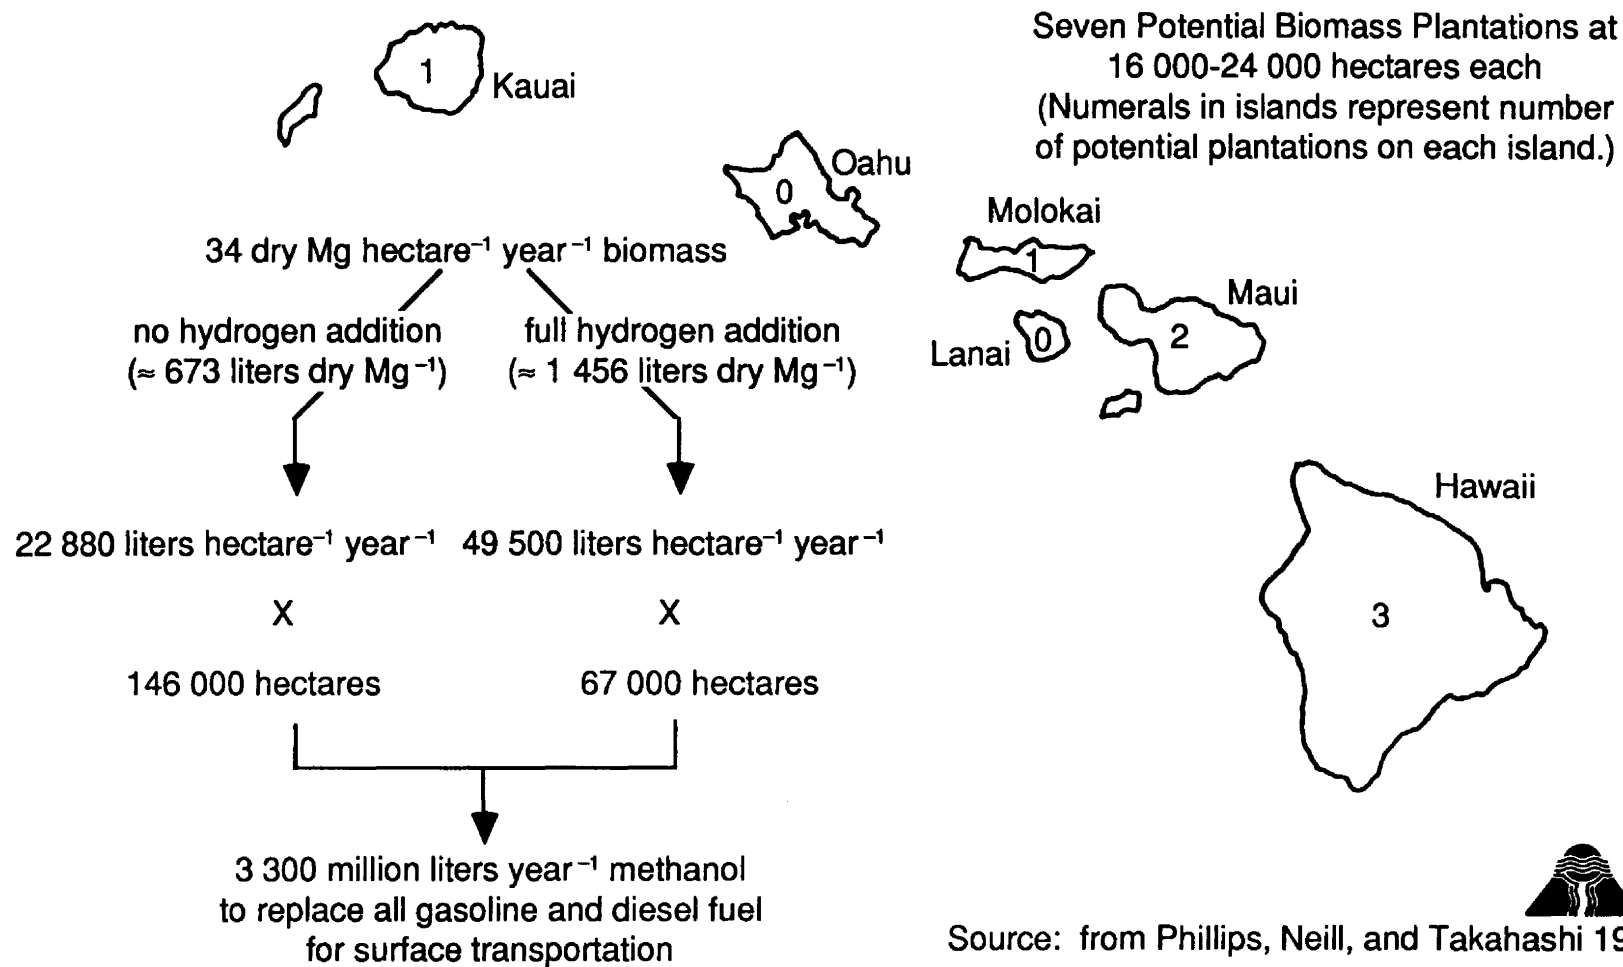 Seven Potential Biomass Plantations at
16 000-24 000 hectares each
(Numerals in islands represent number
of potential plantations on each island.)
1
Kauai
0
Oahu
Molokai
1
Maui
2
Lanai
0
Hawaii
3
34 dry Mg hectare⁻¹ year⁻¹ biomass
no hydrogen addition
(≈ 673 liters dry Mg⁻¹)
full hydrogen addition
(≈ 1 456 liters dry Mg⁻¹)
22 880 liters hectare⁻¹ year⁻¹
49 500 liters hectare⁻¹ year⁻¹
X
X
146 000 hectares
67 000 hectares
3 300 million liters year⁻¹ methanol
to replace all gasoline and diesel fuel
for surface transportation
Source: from Phillips, Neill, and Takahashi 19